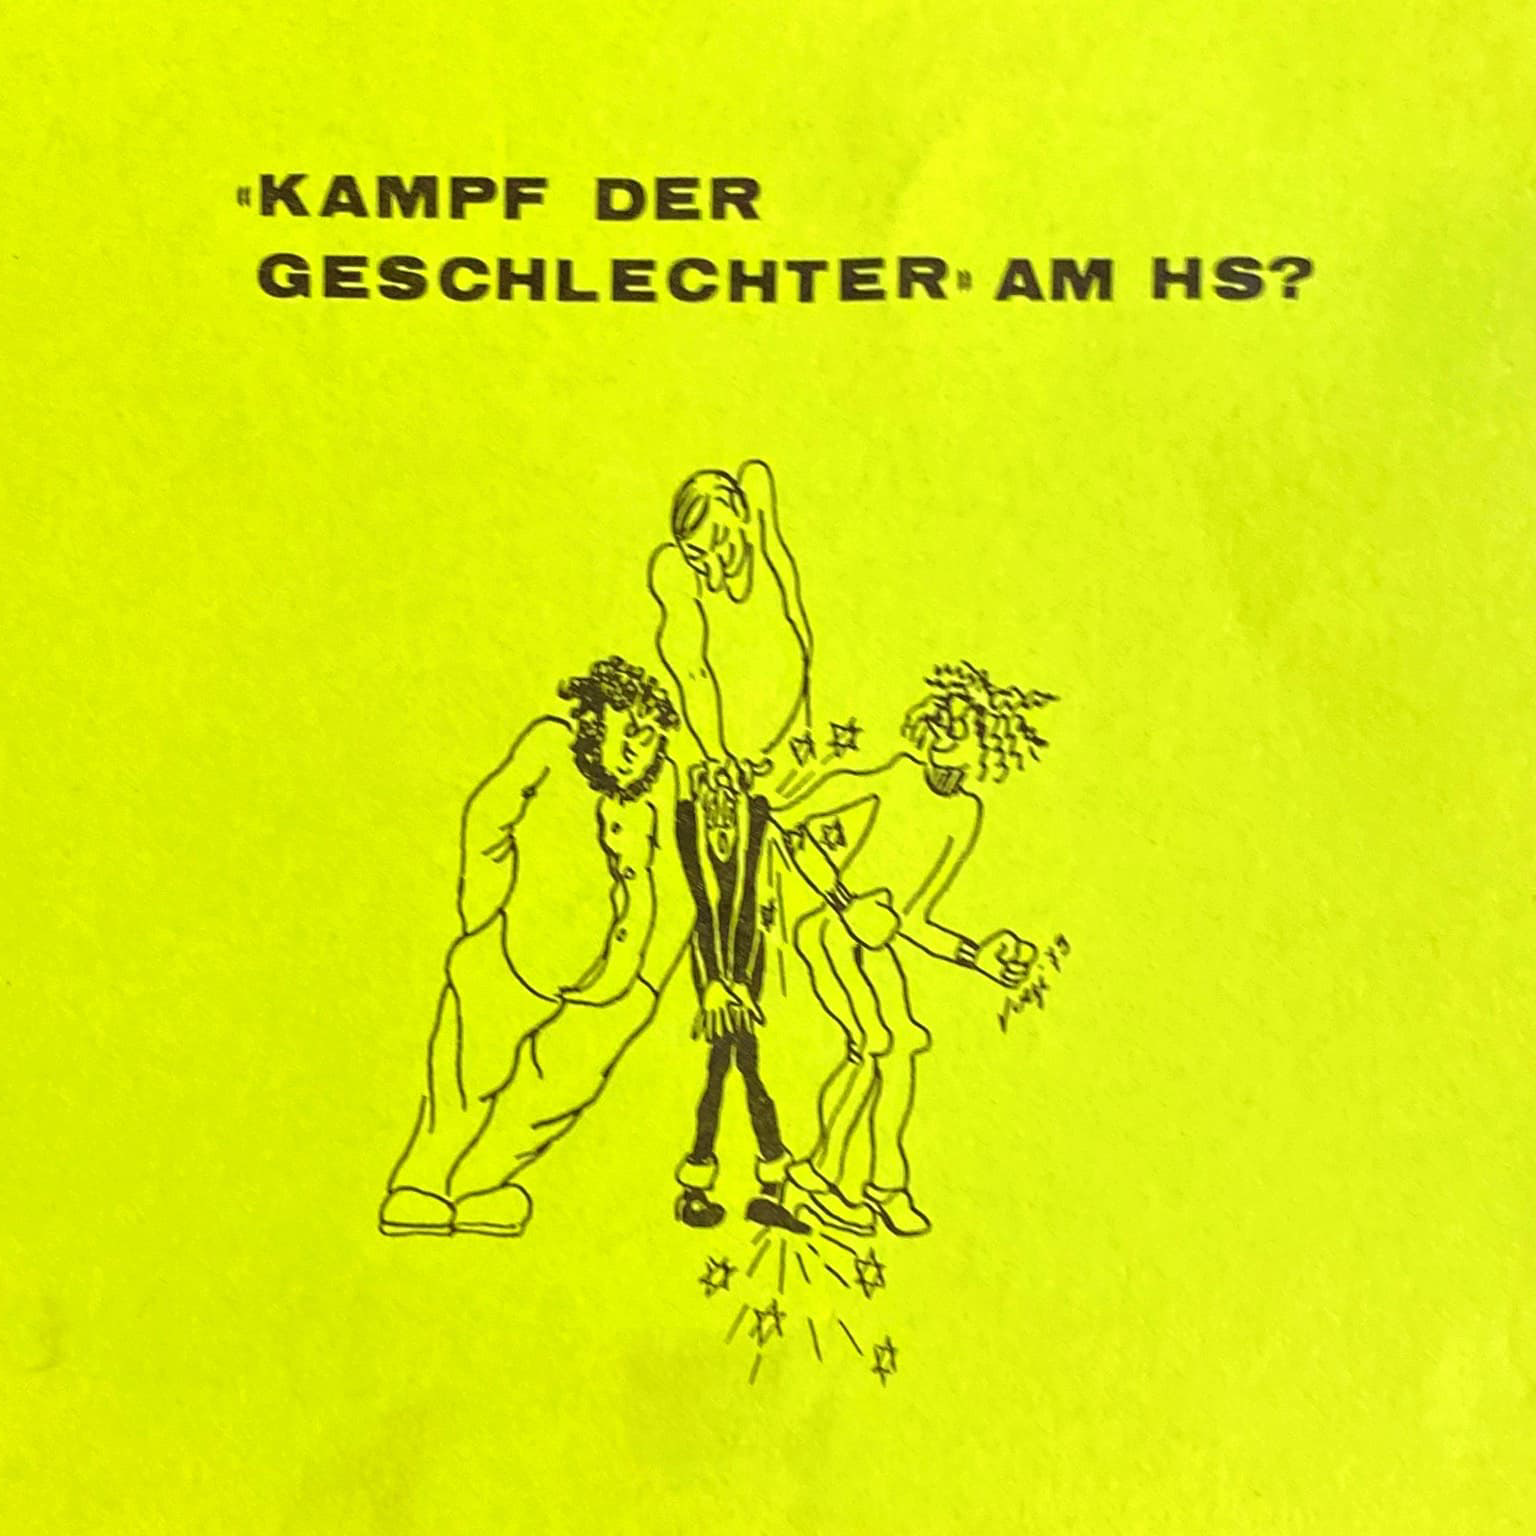 «KAMPF DER
GESCHLECHTER» AM HS?